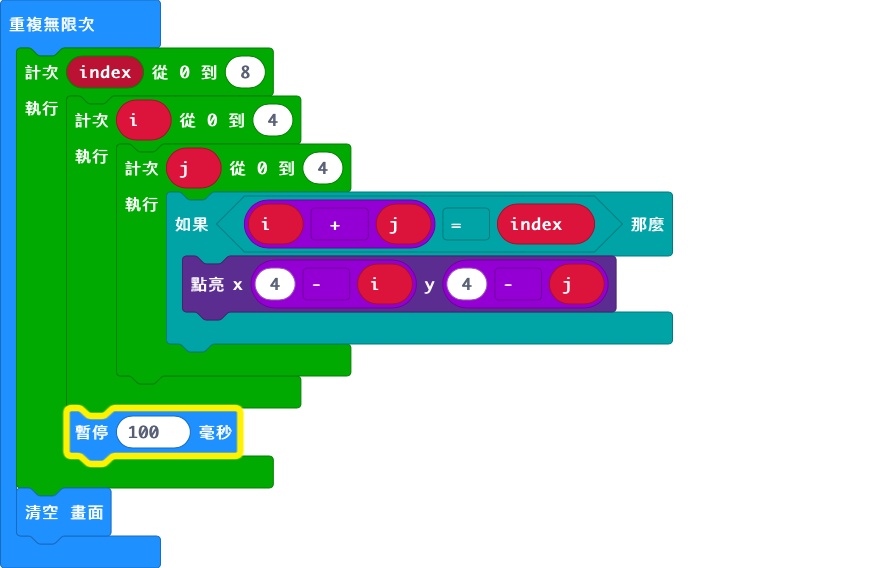 重複無限次
計次 index 從 0 到 8
執行 計次 i 從 0 到 4
執行 計次 j 從 0 到 4
執行 如果 i + j = index 那麼
點亮 x 4 - i y 4 - j
暫停 100 毫秒
清空 畫面